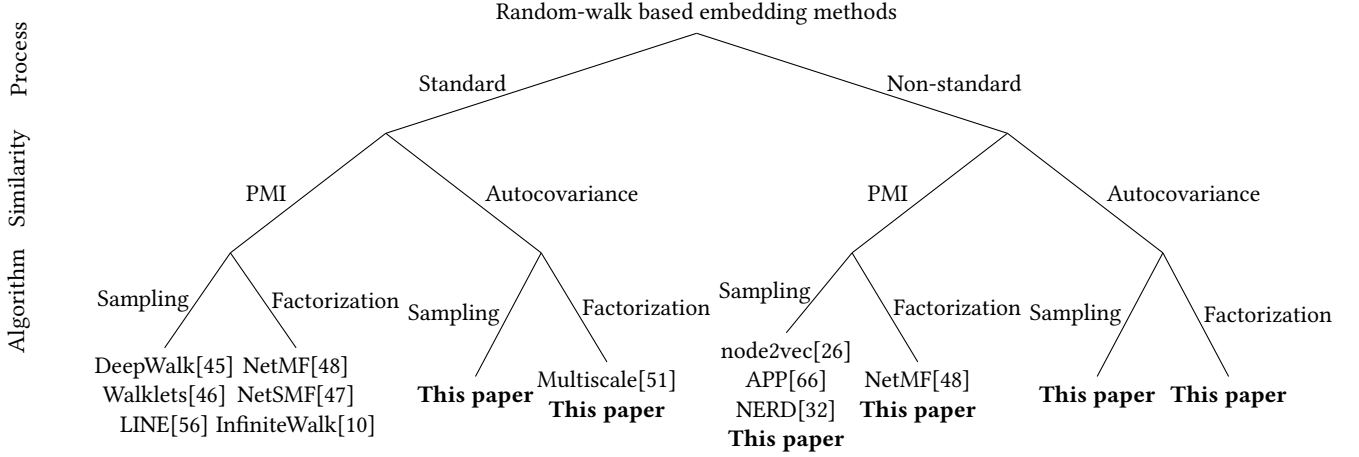 Random-walk based embedding methods
Process
Standard
Non-standard
Similarity
PMI
Autocovariance
PMI
Autocovariance
Algorithm
Sampling
Factorization
Sampling
Factorization
Sampling
Factorization
Sampling
Factorization
DeepWalk[45]
Walklets[46]
LINE[56]
NetMF[48]
NetSMF[47]
InfiniteWalk[10]
This paper
Multiscale[51]
This paper
node2vec[26]
APP[66]
NERD[32]
This paper
NetMF[48]
This paper
This paper
This paper